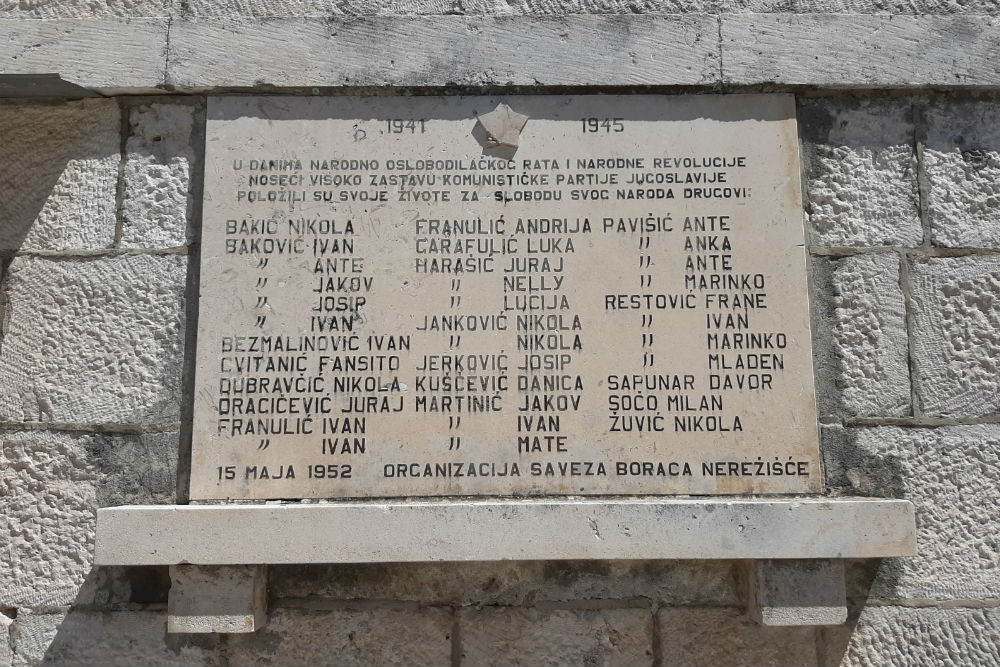 1941 1945
U DANIMA NARODNO OSLOBODILAČKOG RATA I NARODNE REVOLUCIJE
NOSEĆI VISOKO ZASTAVU KOMUNISTIČKE PARTIJE JUGOSLAVIJE
POLOŽILI SU SVOJE ŽIVOTE ZA SLOBODU SVOG NARODA DRUGOVI:
BAKIĆ NIKOLA FRANULIĆ ANDRIJA PAVIŠIĆ ANTE
BAKOVIĆ IVAN GARAFULIĆ LUKA " ANKA
" ANTE HARAŠIĆ JURAJ " ANTE
" JAKOV " NELLY " MARINKO
" JOSIP " LUCIJA RESTOVIĆ FRANE
" IVAN JANKOVIĆ NIKOLA " IVAN
BEZMALINOVIĆ IVAN " NIKOLA " MARINKO
CVITANIĆ FANSITO JERKOVIĆ JOSIP " MLADEN
DUBRAVČIĆ NIKOLA KUŠĆEVIĆ DANICA SAPUNAR DAVOR
DRAČIČEVIĆ JURAJ MARTINIĆ JAKOV SOĆO MILAN
FRANULIĆ IVAN " IVAN ŽUVIĆ NIKOLA
" IVAN " MATE
15 MAJA 1952 ORGANIZACIJA SAVEZA BORACA NEREŽIŠĆE